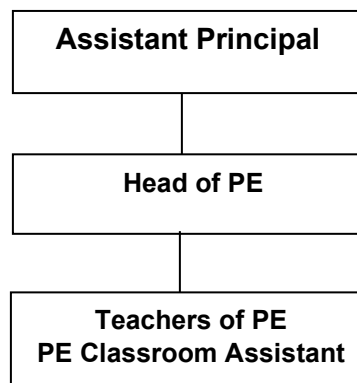 Assistant Principal
Head of PE
Teachers of PE
PE Classroom Assistant